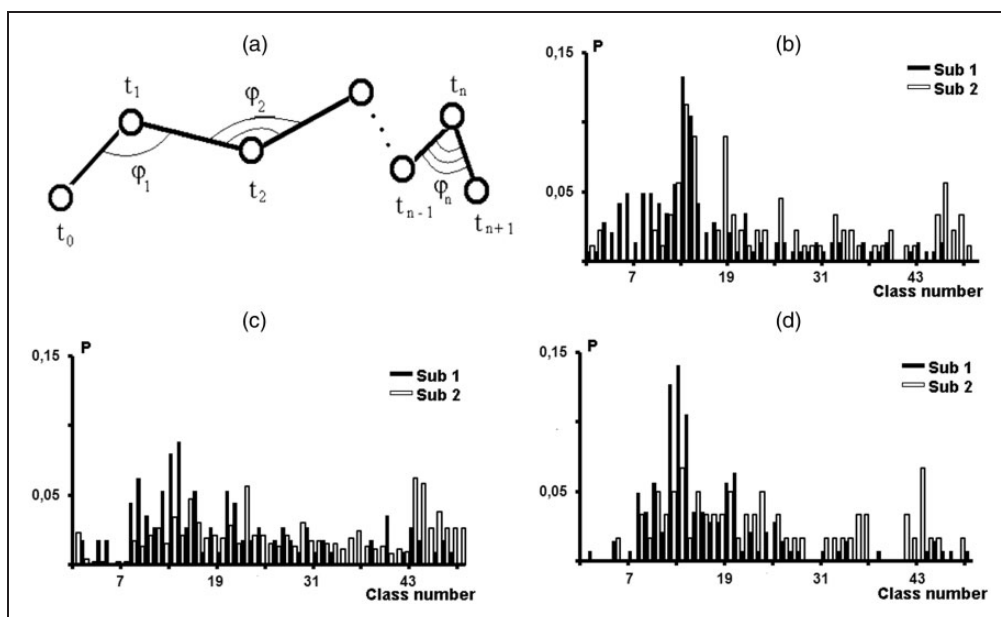 (a)
t1
φ2
tn
φ1
t2
tn-1
φn
t0
tn+1
(b)
0,15
P
Sub 1
Sub 2
0,05
7
19
31
43
Class number
(c)
0,15
P
Sub 1
Sub 2
0,05
7
19
31
43
Class number
(d)
0,15
P
Sub 1
Sub 2
0,05
7
19
31
43
Class number